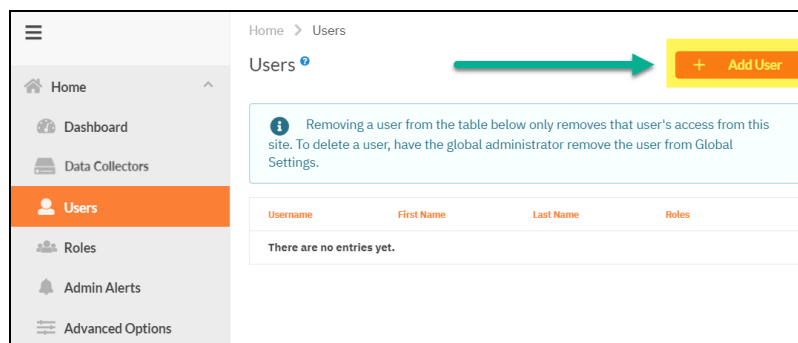 Home > Users
Users
+ Add User
Home
Dashboard
Data Collectors
Users
Roles
Admin Alerts
Advanced Options
Removing a user from the table below only removes that user's access from this
site. To delete a user, have the global administrator remove the user from Global
Settings.
Username First Name Last Name Roles
There are no entries yet.